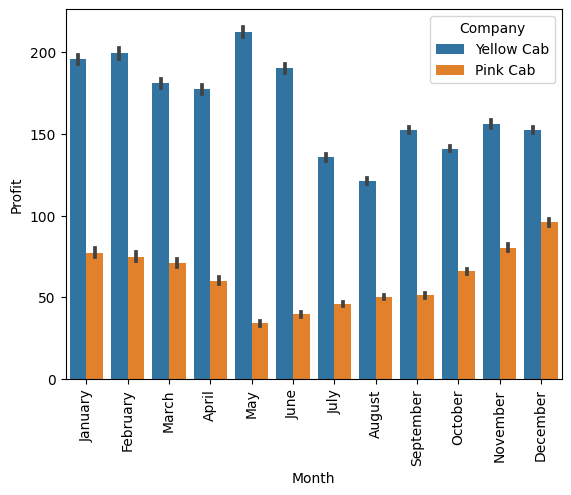 Company
Yellow Cab
Pink Cab
Profit
200
150
100
50
0
January
February
March
April
May
June
July
August
September
October
November
December
Month